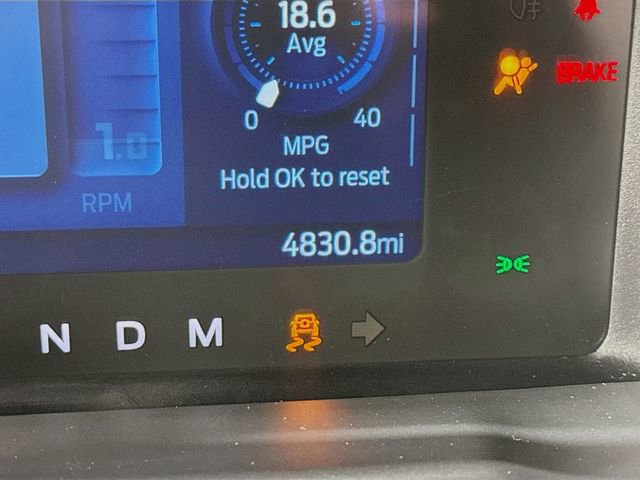 18.6
Avg
0 40
MPG
Hold OK to reset
1.0
RPM
4830.8mi
BRAKE
N D M